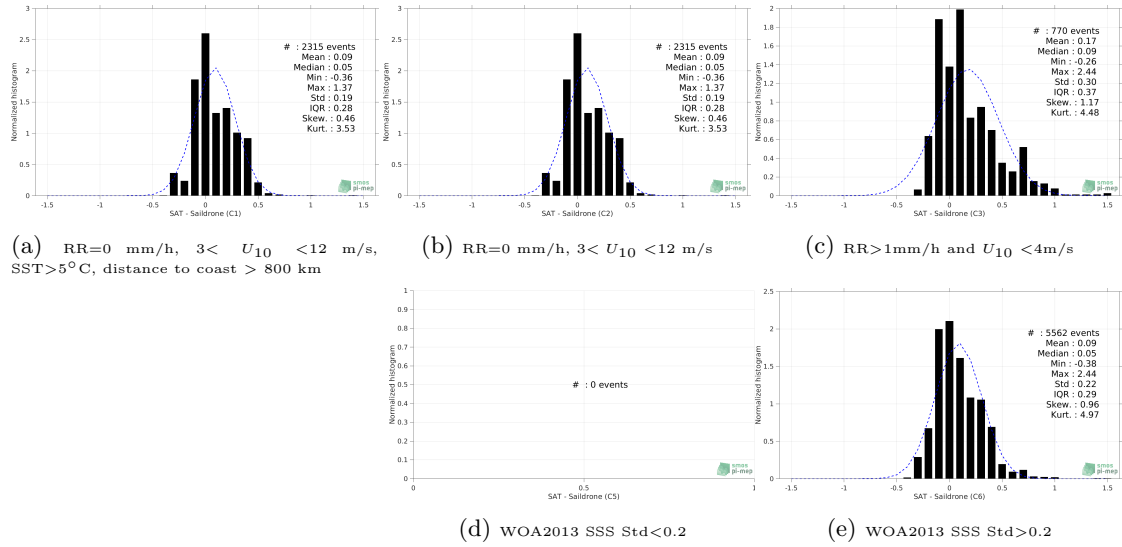 3
2.5
2
1.5
1
0.5
0
Normalized histogram
# : 2315 events
Mean : 0.09
Median : 0.05
Min : -0.36
Max : 1.37
Std : 0.19
IQR : 0.28
Skew. : 0.46
Kurt. : 3.53
smos
pi-mep
-1.5 -1 -0.5 0 0.5 1 1.5
SAT - Saildrone (C1)
(a) RR=0 mm/h, 3< U10 <12 m/s,
SST>5°C, distance to coast > 800 km
3
2.5
2
1.5
1
0.5
0
Normalized histogram
# : 2315 events
Mean : 0.09
Median : 0.05
Min : -0.36
Max : 1.37
Std : 0.19
IQR : 0.28
Skew. : 0.46
Kurt. : 3.53
smos
pi-mep
-1.5 -1 -0.5 0 0.5 1 1.5
SAT - Saildrone (C2)
(b) RR=0 mm/h, 3< U10 <12 m/s
2
1.8
1.6
1.4
1.2
1
0.8
0.6
0.4
0.2
0
Normalized histogram
# : 770 events
Mean : 0.17
Median : 0.09
Min : -0.26
Max : 2.44
Std : 0.30
IQR : 0.37
Skew. : 1.17
Kurt. : 4.48
smos
pi-mep
-1.5 -1 -0.5 0 0.5 1 1.5
SAT - Saildrone (C3)
(c) RR>1mm/h and U10 <4m/s
1
0.9
0.8
0.7
0.6
0.5
0.4
0.3
0.2
0.1
0
Normalized histogram
# : 0 events
smos
pi-mep
0 0.5 1
SAT - Saildrone (C5)
(d) WOA2013 SSS Std<0.2
2.5
2
1.5
1
0.5
0
Normalized histogram
# : 5562 events
Mean : 0.09
Median : 0.05
Min : -0.38
Max : 2.44
Std : 0.22
IQR : 0.29
Skew. : 0.96
Kurt. : 4.97
smos
pi-mep
-1.5 -1 -0.5 0 0.5 1 1.5
SAT - Saildrone (C6)
(e) WOA2013 SSS Std>0.2